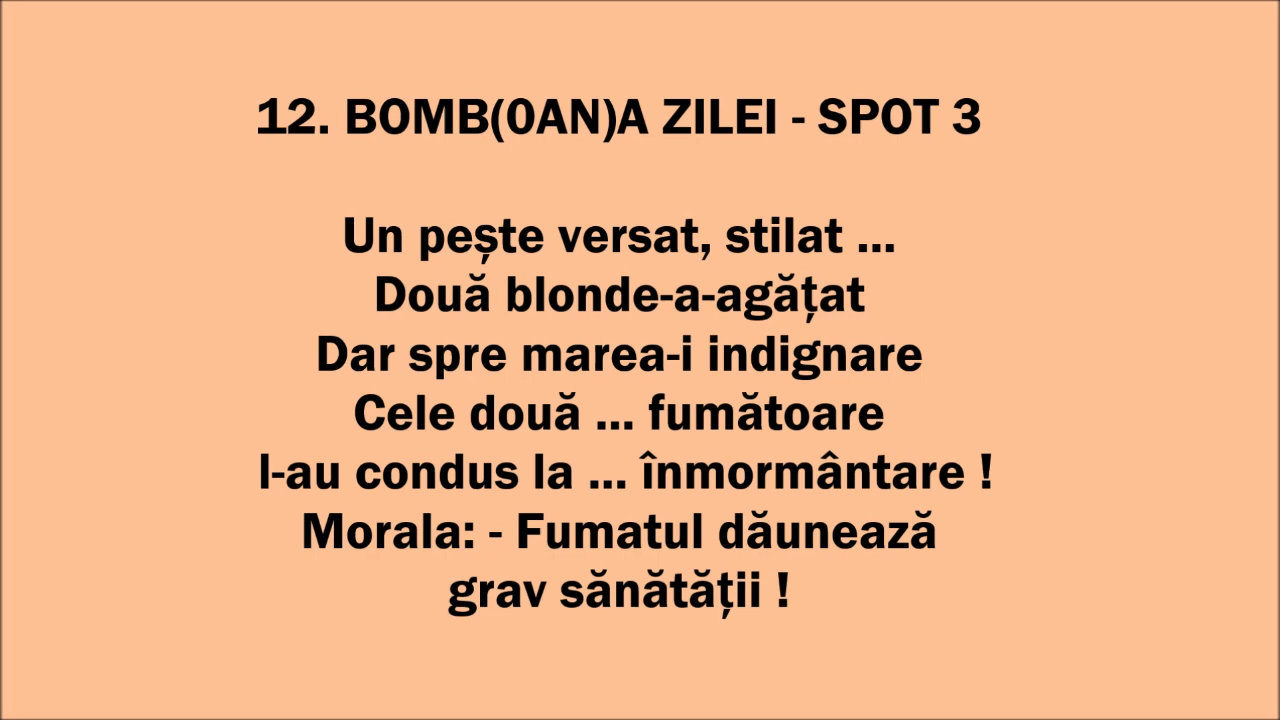 12. BOMB(0AN)A ZILEI - SPOT 3
Un pește versat, stilat ...
Două blonde-a-agățat
Dar spre marea-i indignare
Cele două ... fumătoare
l-au condus la ... înmormântare !
Morala: - Fumatul dăunează
grav sănătății !